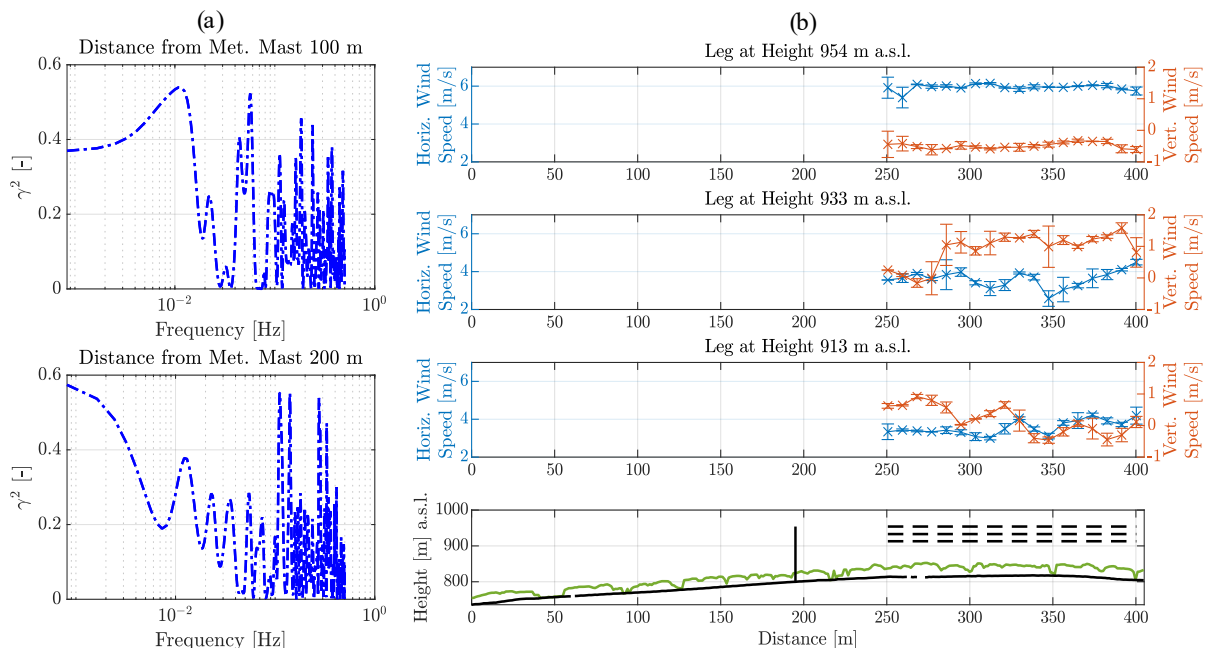 (a)
Distance from Met. Mast 100 m
0.6
0.4
0.2
0
γ² [-]
10⁻²
10⁰
Frequency [Hz]
Distance from Met. Mast 200 m
0.6
0.4
0.2
0
γ² [-]
10⁻²
10⁰
Frequency [Hz]
(b)
Leg at Height 954 m a.s.l.
Horiz. Wind
Speed [m/s]
6
4
2
2
1
0
-1
Vert. Wind
Speed [m/s]
0 50 100 150 200 250 300 350 400
Leg at Height 933 m a.s.l.
Horiz. Wind
Speed [m/s]
6
4
2
2
1
0
-1
Vert. Wind
Speed [m/s]
0 50 100 150 200 250 300 350 400
Leg at Height 913 m a.s.l.
Horiz. Wind
Speed [m/s]
6
4
2
2
1
0
-1
Vert. Wind
Speed [m/s]
0 50 100 150 200 250 300 350 400
Height [m] a.s.l.
1000
900
800
0 50 100 150 200 250 300 350 400
Distance [m]